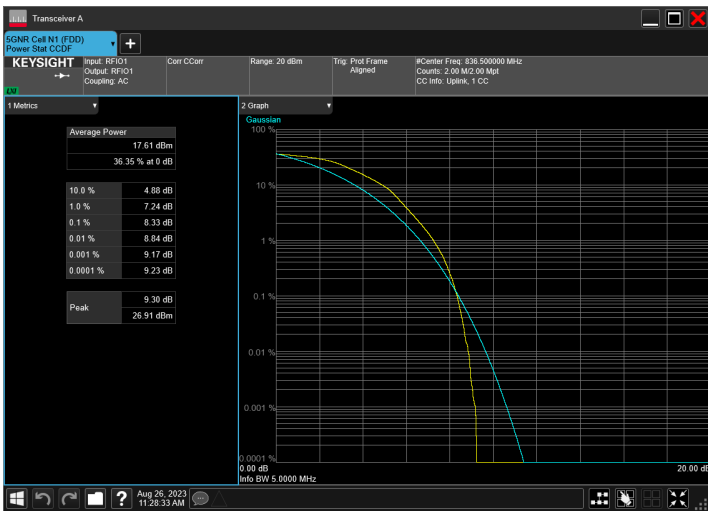 Transceiver A
5GNR Cell N1 (FDD)
Power Stat CCDF
+
KEYSIGHT
LXI
Input: RFIO1
Output: RFIO1
Coupling: AC
Corr CCorr
Range: 20 dBm
Trig: Prot Frame
Aligned
#Center Freq: 836.500000 MHz
Counts: 2.00 M/2.00 Mpt
CC Info: Uplink, 1 CC
1 Metrics
Average Power
17.61 dBm
36.35 % at 0 dB
10.0 % 4.88 dB
1.0 % 7.24 dB
0.1 % 8.33 dB
0.01 % 8.84 dB
0.001 % 9.17 dB
0.0001 % 9.23 dB
Peak
9.30 dB
26.91 dBm
2 Graph
Gaussian
100 %
10 %
1 %
0.1 %
0.01 %
0.001 %
0.0001 %
0.00 dB
20.00 dB
Info BW 5.0000 MHz
?
Aug 26, 2023
11:28:33 AM